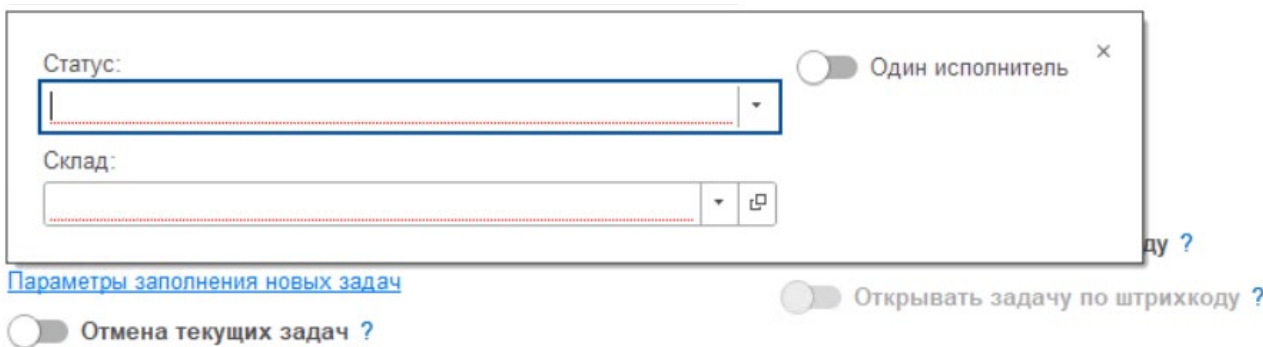 Статус:
Один исполнитель
Склад:
ду ?
Параметры заполнения новых задач
Открывать задачу по штрихкоду ?
Отмена текущих задач ?